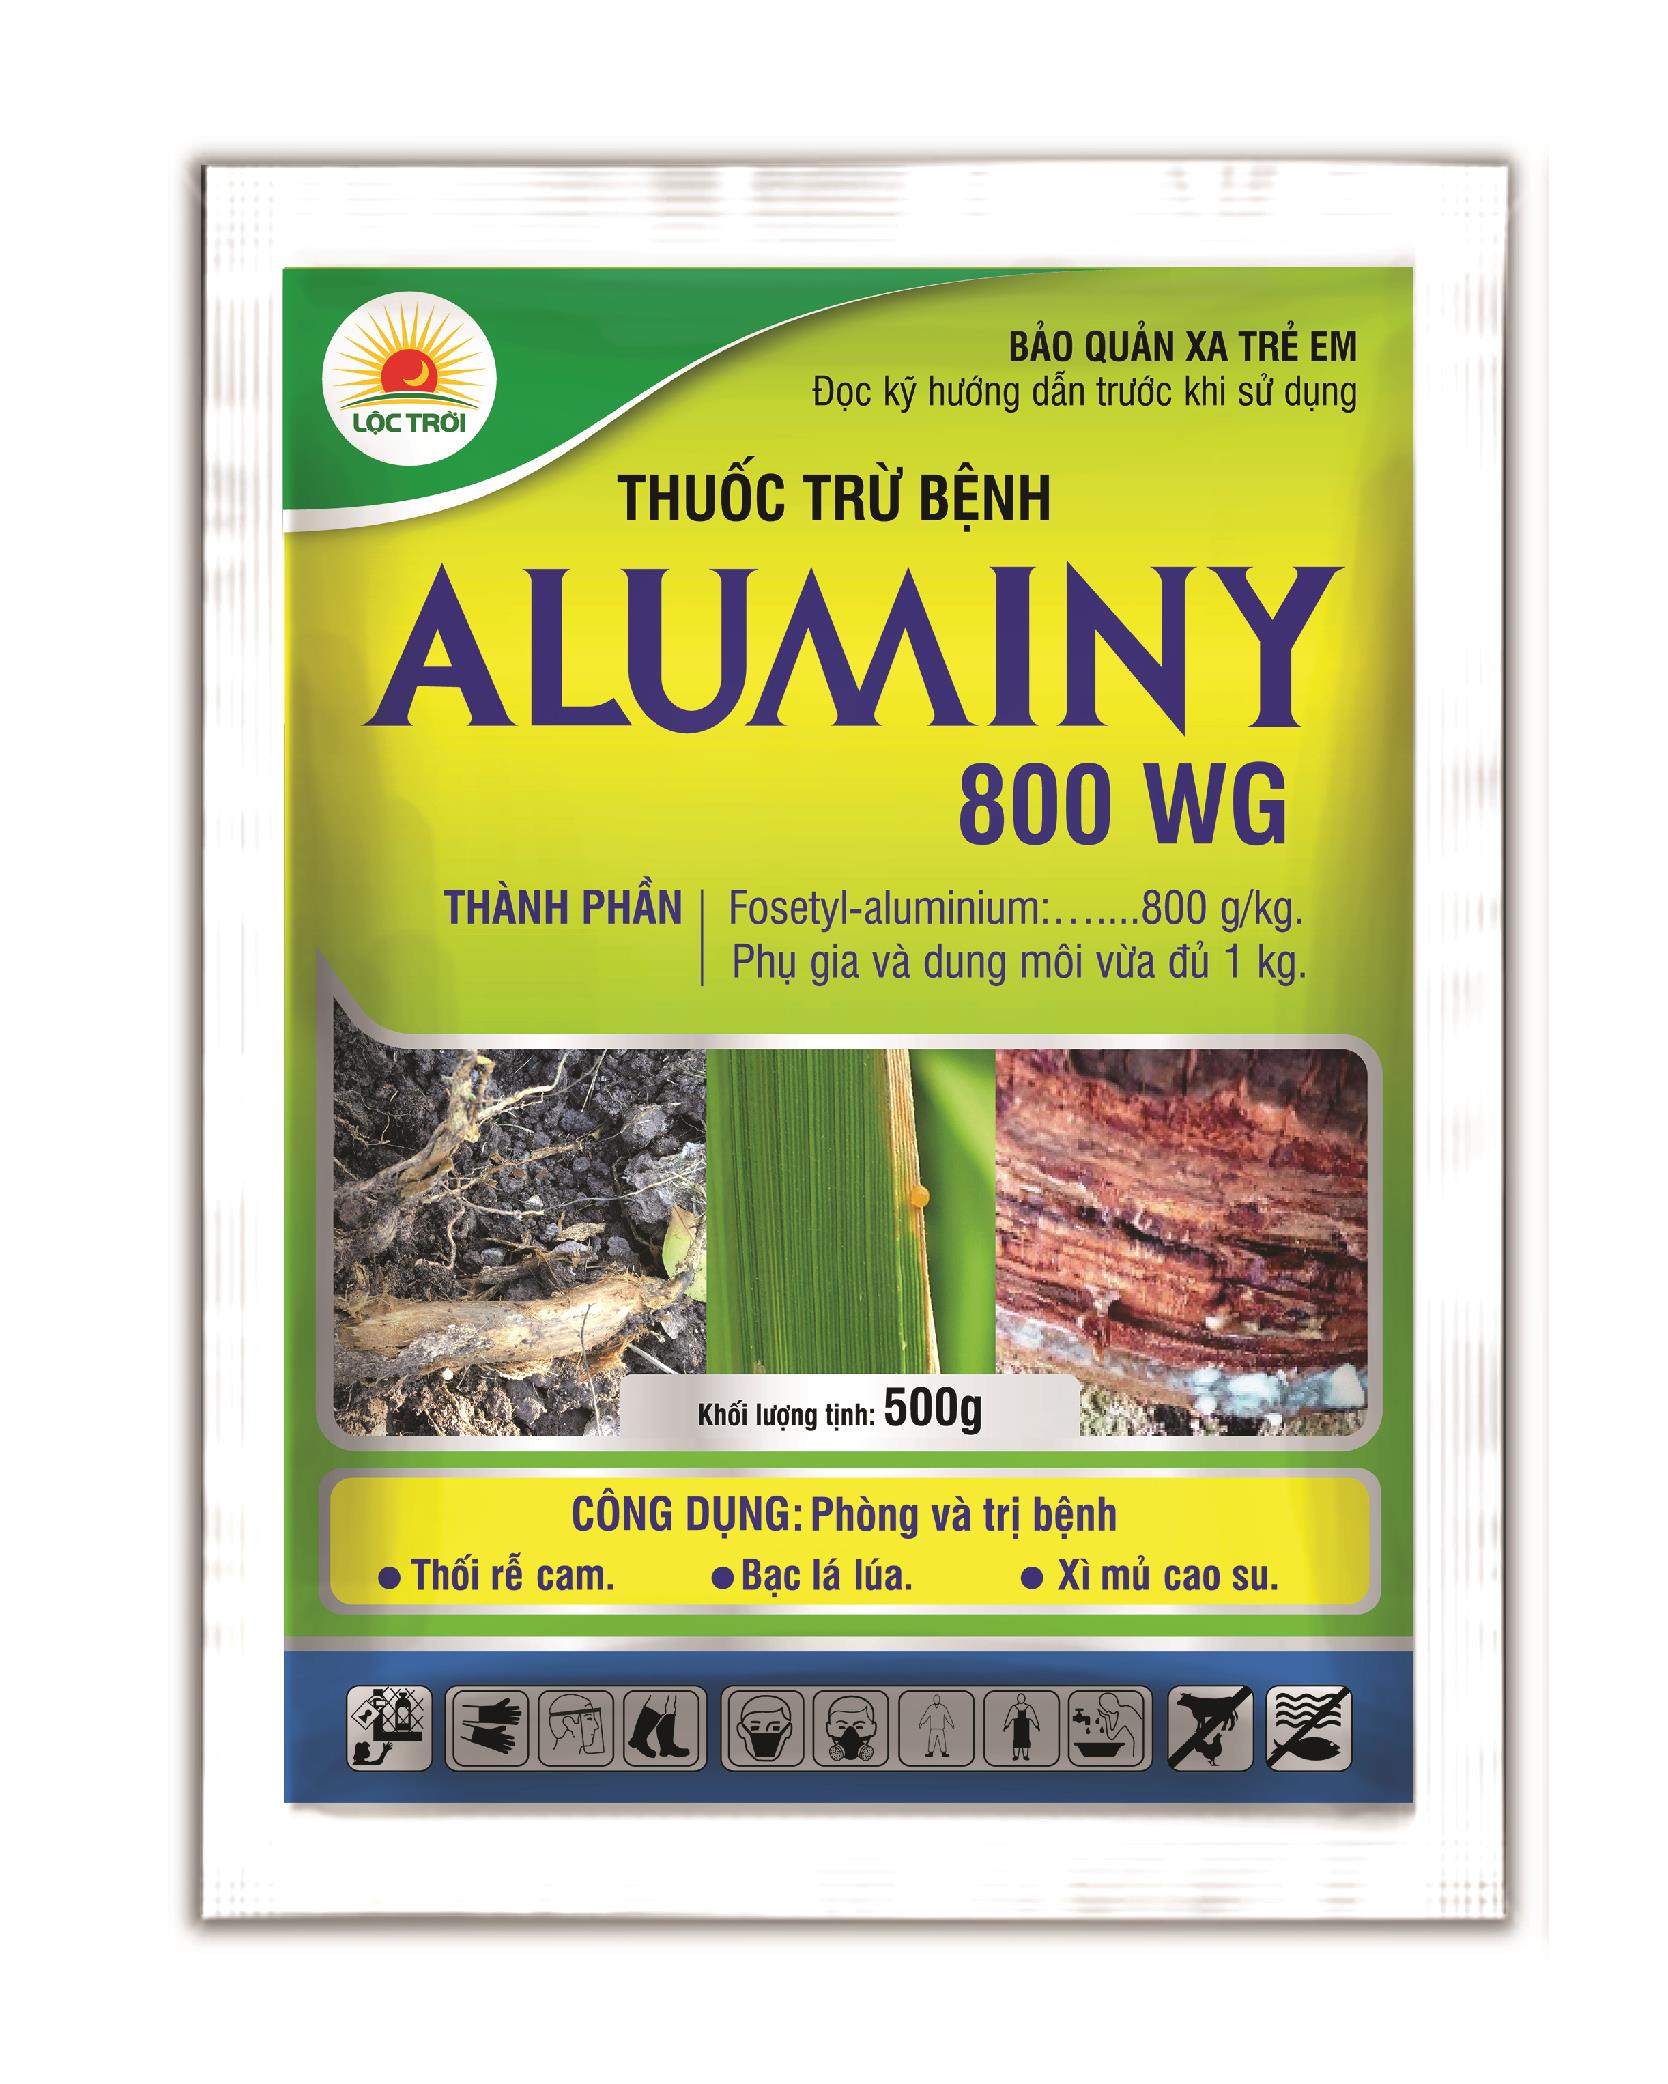 LỘC TRỜI
BẢO QUẢN XA TRẺ EM
Đọc kỹ hướng dẫn trước khi sử dụng
THUỐC TRỪ BỆNH
ALUMINY
800 WG
THÀNH PHẦN | Fosetyl-aluminium:........800 g/kg.
Phụ gia và dung môi vừa đủ 1 kg.
Khối lượng tịnh: 500g
CÔNG DỤNG: Phòng và trị bệnh
● Thối rễ cam. ● Bạc lá lúa. ● Xì mủ cao su.